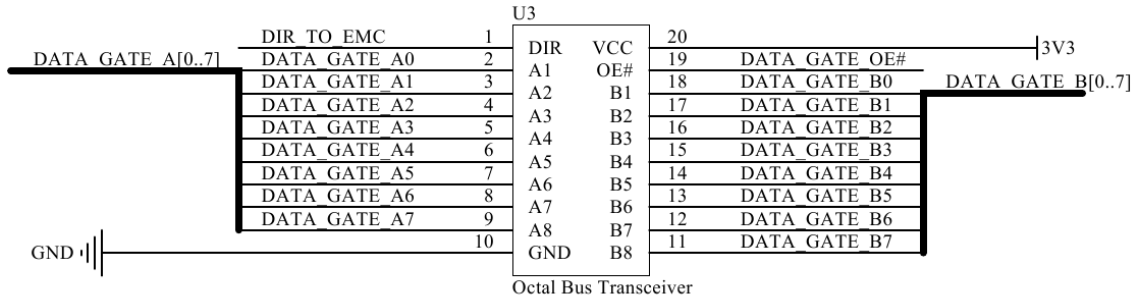 U3
DIR_TO_EMC 1 DIR VCC 20 3V3
DATA_GATE_A[0..7] DATA_GATE_A0 2 A1 OE# 19 DATA_GATE_OE#
DATA_GATE_A1 3 A2 B1 18 DATA_GATE_B0 DATA_GATE_B[0..7]
DATA_GATE_A2 4 A3 B2 17 DATA_GATE_B1
DATA_GATE_A3 5 A4 B3 16 DATA_GATE_B2
DATA_GATE_A4 6 A5 B4 15 DATA_GATE_B3
DATA_GATE_A5 7 A6 B5 14 DATA_GATE_B4
DATA_GATE_A6 8 A7 B6 13 DATA_GATE_B5
DATA_GATE_A7 9 A8 B7 12 DATA_GATE_B6
GND 10 GND B8 11 DATA_GATE_B7
Octal Bus Transceiver